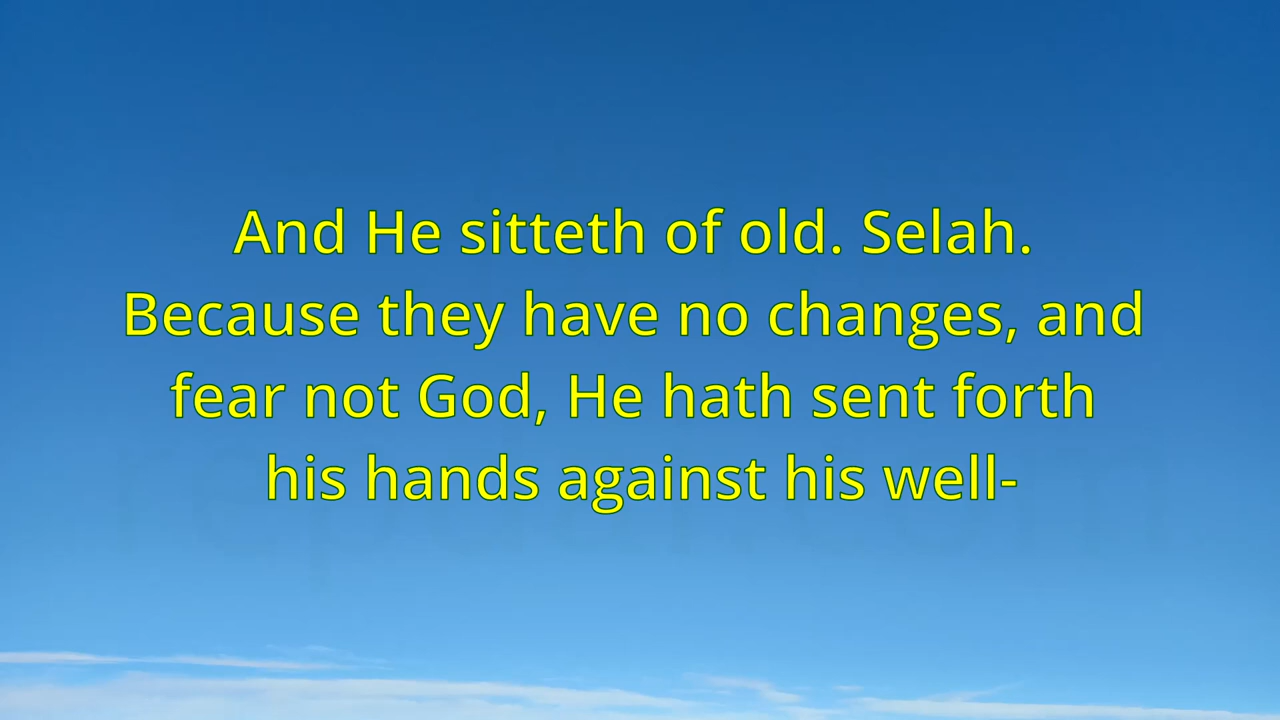 And He sitteth of old. Selah.
Because they have no changes, and
fear not God, He hath sent forth
his hands against his well-